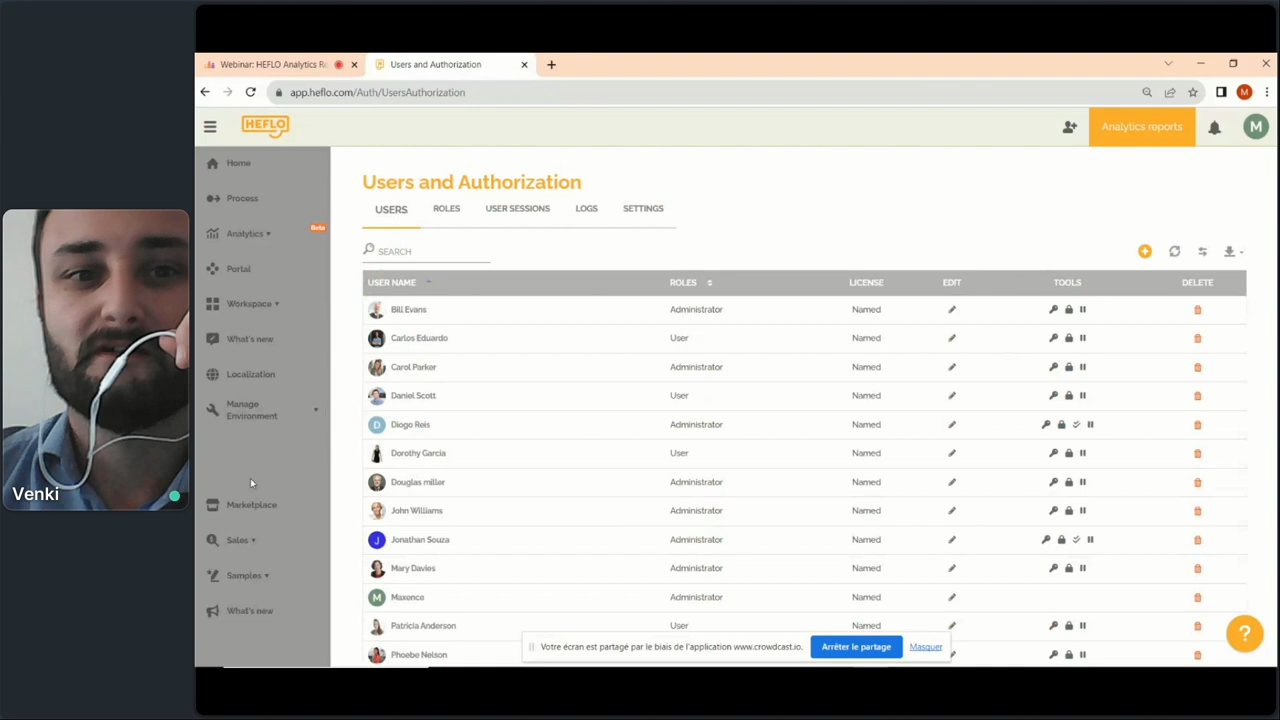 Webinar: HEFLO Analytics Re
Users and Authorization
app.heflo.com/Auth/UsersAuthorization
M
HEFLO
Analytics reports
M
Home
Process
Analytics
Beta
Portal
Workspace
What's new
Localization
Manage
Environment
Marketplace
Sales
Samples
What's new
Venki
Users and Authorization
USERS ROLES USER SESSIONS LOGS SETTINGS
SEARCH
USER NAME ROLES LICENSE EDIT TOOLS DELETE
Bill Evans Administrator Named
Carlos Eduardo User Named
Carol Parker Administrator Named
Daniel Scott User Named
D Diogo Reis Administrator Named
Dorothy Garcia User Named
Douglas miller Administrator Named
John Williams Administrator Named
J Jonathan Souza Administrator Named
Mary Davies Administrator Named
M Maxence Administrator Named
Patricia Anderson User Named
Phoebe Nelson
Votre écran est partagé par le biais de l'application www.crowdcast.io. Arrêter le partage Masquer
?